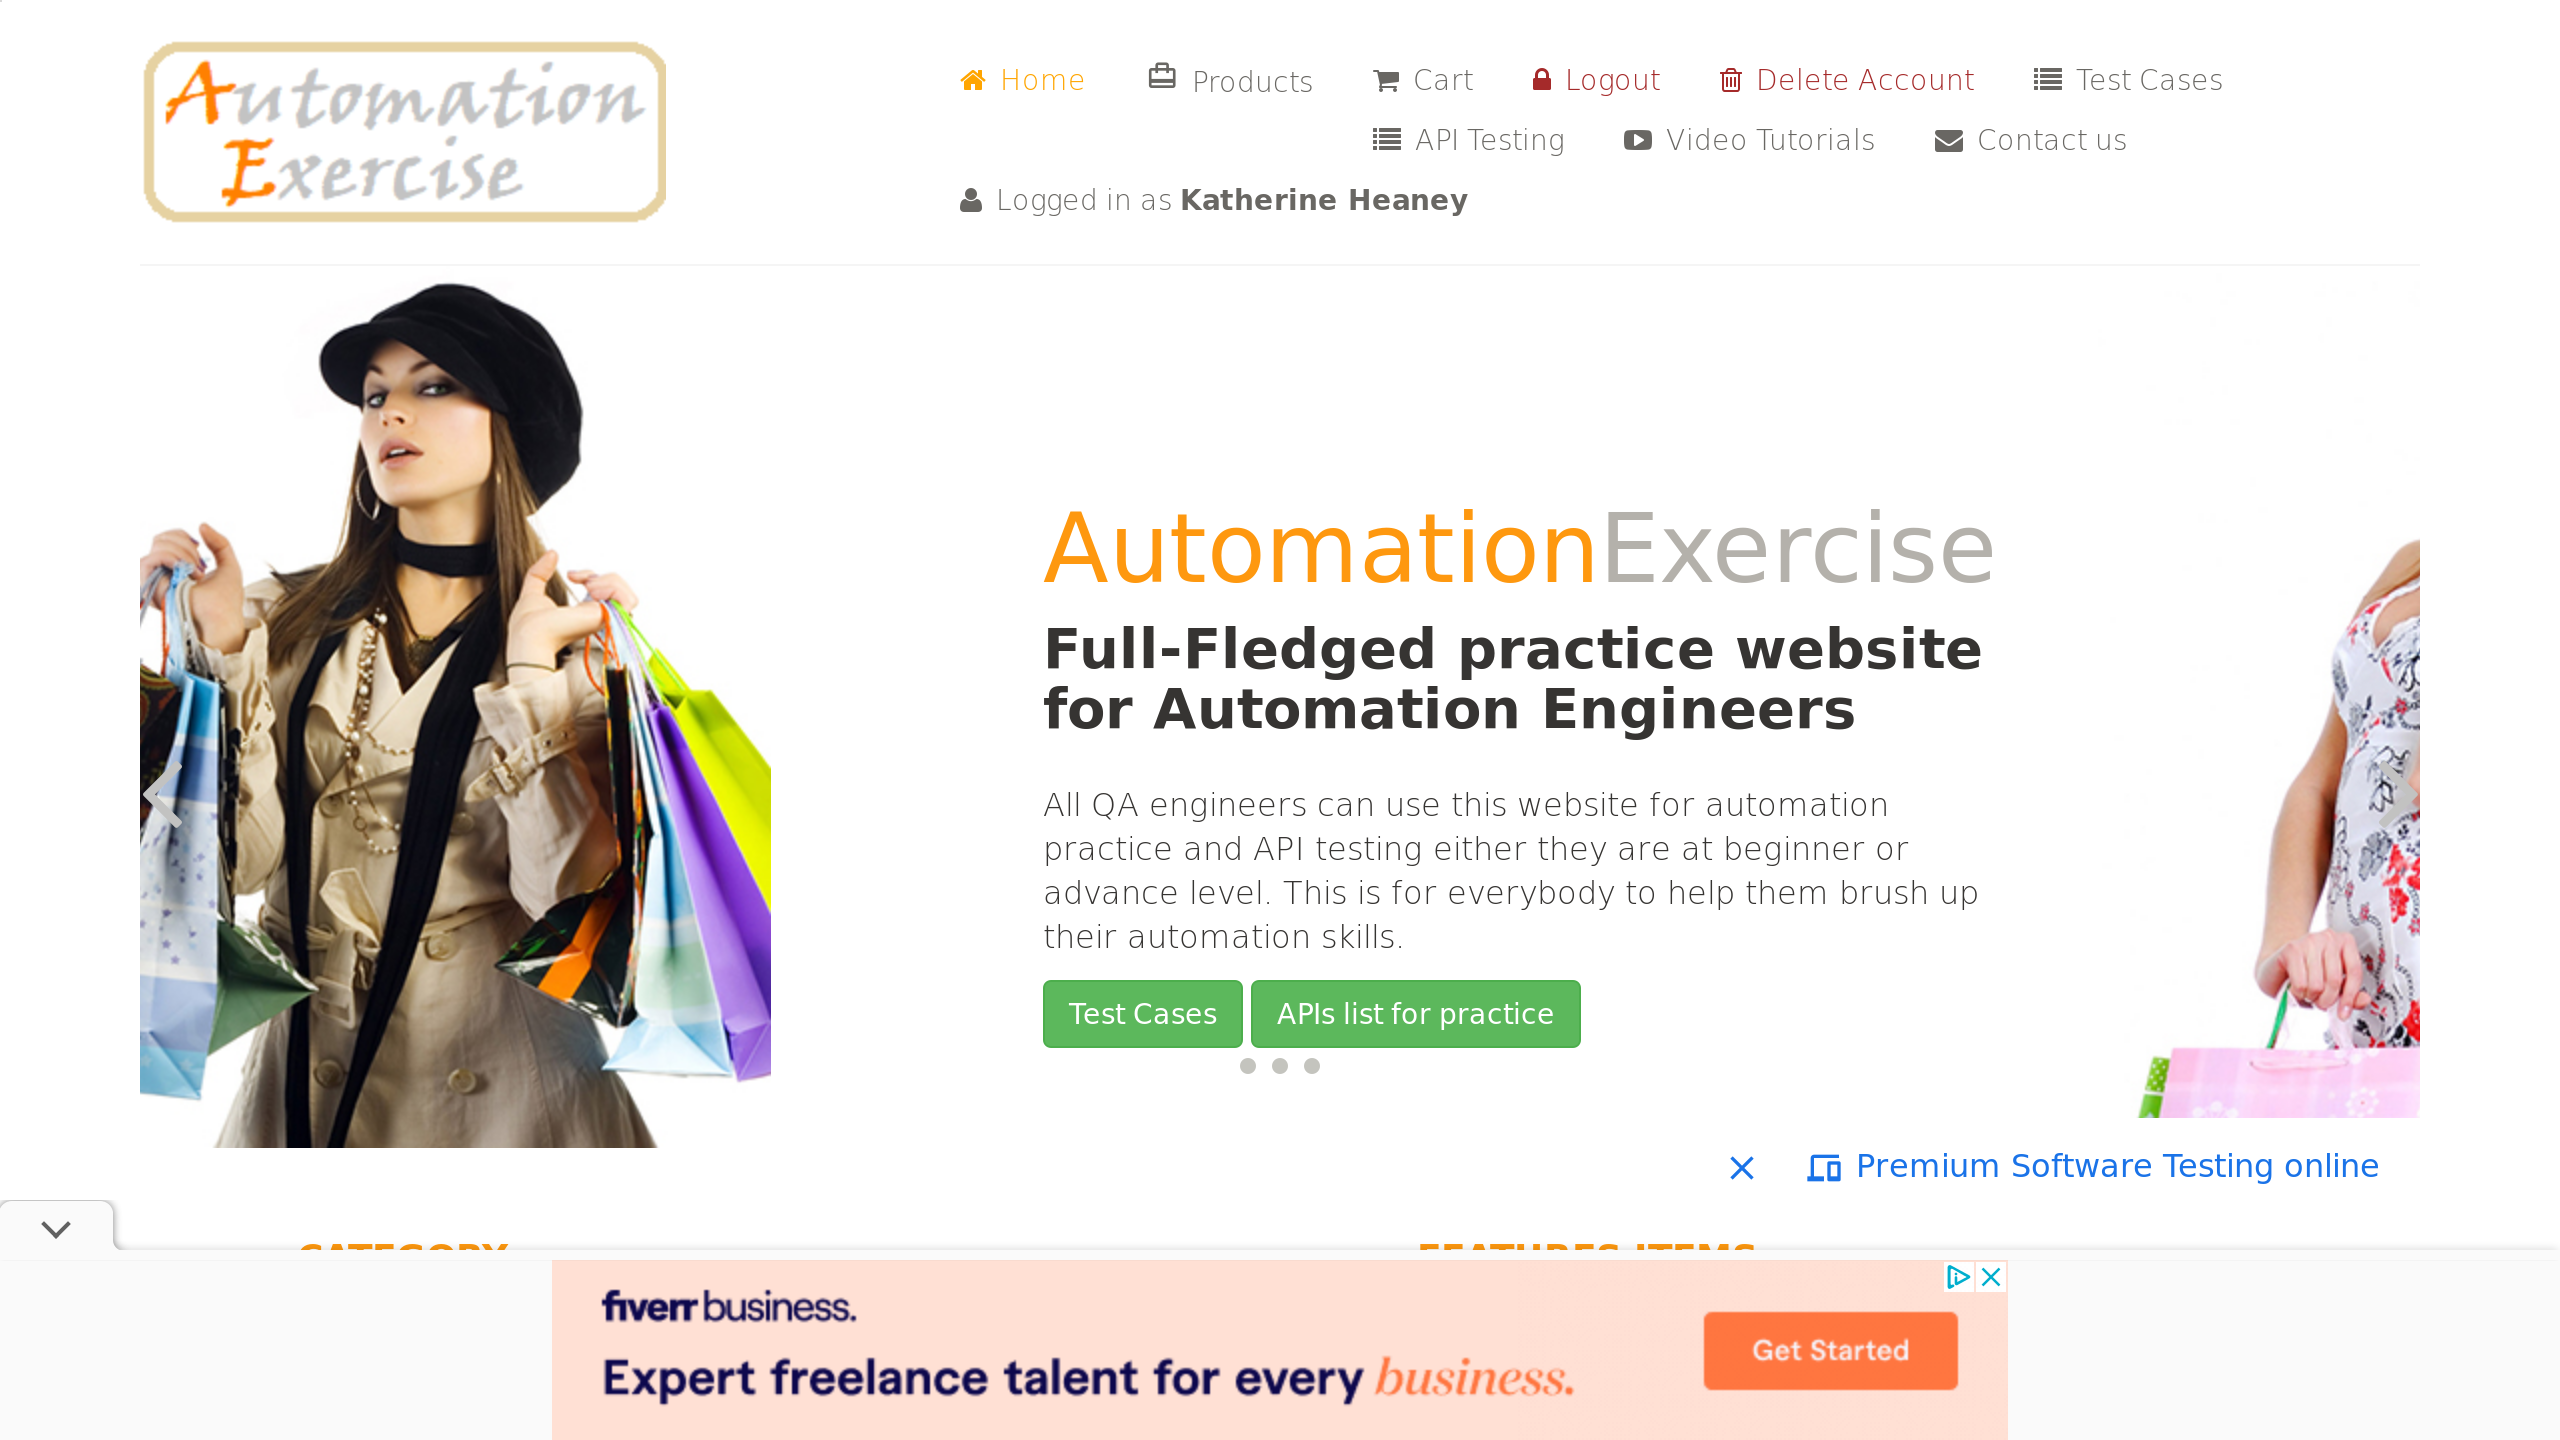 Automation
Exercise
Home
Products
Cart
Logout
Delete Account
Test Cases
API Testing
Video Tutorials
Contact us
Logged in as Katherine Heaney
AutomationExercise
Full-Fledged practice website
for Automation Engineers
All QA engineers can use this website for automation
practice and API testing either they are at beginner or
advance level. This is for everybody to help them brush up
their automation skills.
Test Cases
APIs list for practice
Premium Software Testing online
CATEGORY
FEATURES ITEMS
fiverr business.
Expert freelance talent for every business.
Get Started